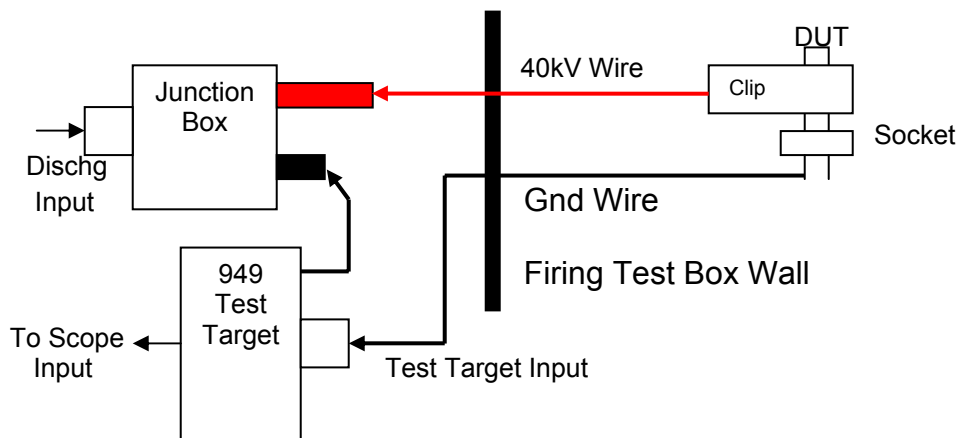 DUT
40kV Wire
Junction
Box
Clip
Socket
Dischg
Input
Gnd Wire
949
Test
Target
Firing Test Box Wall
To Scope
Input
Test Target Input